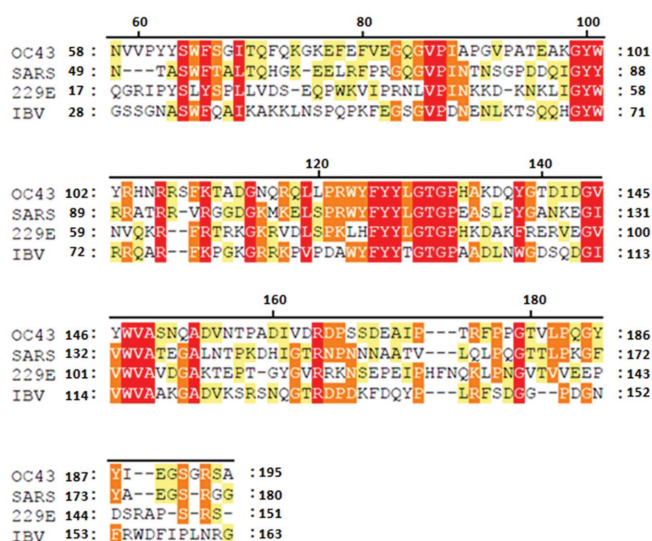 60 80 100
OC43 58: NVVPYYSWFSGITQFQKGKEFEFVEGQGVPIAPGVPATEAKGYW :101
SARS 49: N---TASWFTALTQHGK-EELRFPRGQGVPINTNSGPDDQIGYY :88
229E 17: QGRIPYSLYSPLLVDS-EQPWKVIPRNLVPINKKD-KNKLIGYW :58
IBV 28: GSSGNASWFQAIKAKKLNSPQPKFEGSGVPDNENLKTSQQHGYW :71
120 140
OC43 102: YRHNRRSFKTADGNQRQLLPRWYFYYLGTGPHAKDQYGTDIDGV :145
SARS 89: RRATRR-VRGGDGKMKELSPRWYFYYLGTGPEASLPYGANKEGI :131
229E 59: NVQKR--FRTRKGKRVDLSPKLHFYYLGTGPHKDAKFRERVEGV :100
IBV 72: RRQAR--FKPGKGRRKPVPDAWYFYYTGTGPAADLNWGDSQDGI :113
160 180
OC43 146: YWVASNQADVNTPADIVDRDPSSDEAIP---TRFPPGTVLPQGY :186
SARS 132: VWVATEGALNTPKDHIGTRNPNNNAATV---LQLPQGTTLPKGF :172
229E 101: VWVAVDGAKTEPT-GYGVRRKNSEPEIPHFNQKLPNGVTVVEEP :143
IBV 114: VWVAAKGADVKSRSNQGTRDPDKFDQYP---LRFSDGG--PDGN :152
OC43 187: YI--EGSGRSA :195
SARS 173: YA--EGS-RGG :180
229E 144: DSRAP-S-RS- :151
IBV 153: FRWDFIPLNRG :163